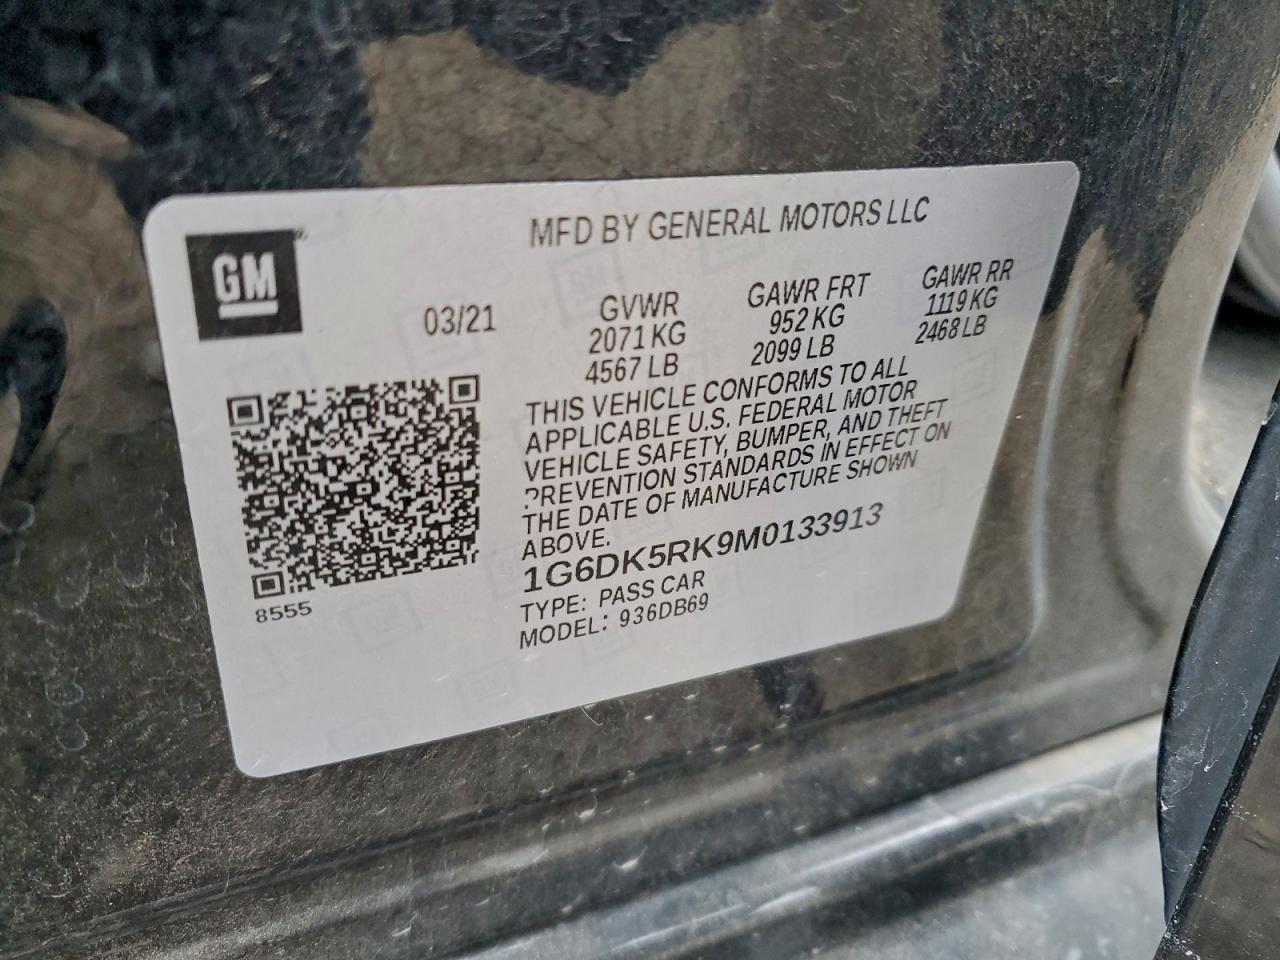 GM
MFD BY GENERAL MOTORS LLC
03/21
GVWR
2071 KG
4567 LB
GAWR FRT
952 KG
2099 LB
GAWR RR
1119 KG
2468 LB
THIS VEHICLE CONFORMS TO ALL
APPLICABLE U.S. FEDERAL MOTOR
VEHICLE SAFETY, BUMPER, AND THEFT
PREVENTION STANDARDS IN EFFECT ON
THE DATE OF MANUFACTURE SHOWN
ABOVE.
1G6DK5RK9M0133913
TYPE: PASS CAR
MODEL: 936DB69
8555